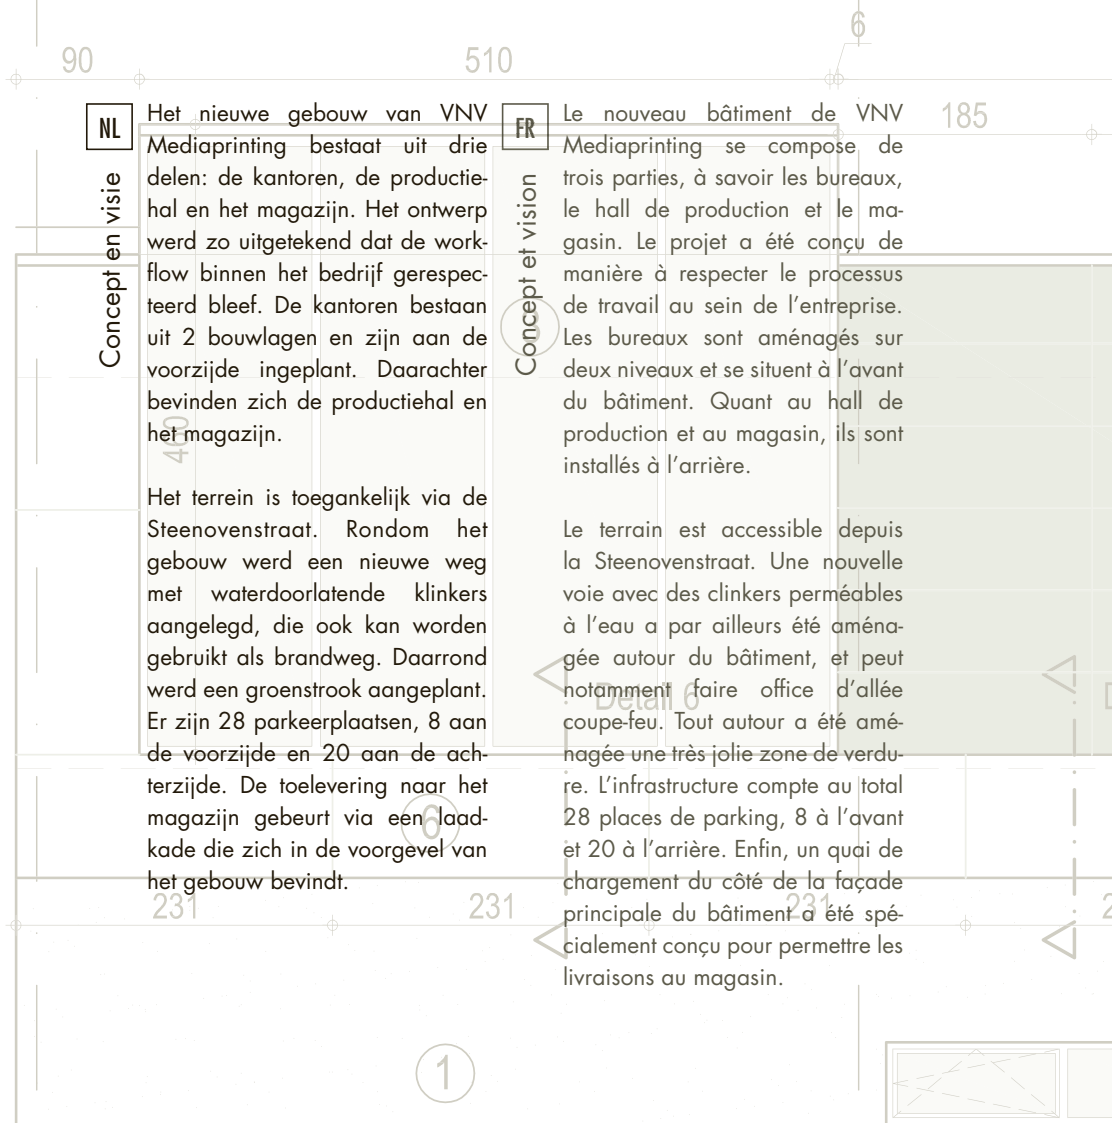 90
510
6
185
NL
Concept en visie
Het nieuwe gebouw van VNV
Mediaprinting bestaat uit drie
delen: de kantoren, de productie-
hal en het magazijn. Het ontwerp
werd zo uitgetekend dat de work-
flow binnen het bedrijf gerespec-
teerd bleef. De kantoren bestaan
uit 2 bouwlagen en zijn aan de
voorzijde ingeplant. Daarachter
bevinden zich de productiehal en
het magazijn.
Het terrein is toegankelijk via de
Steenovenstraat. Rondom het
gebouw werd een nieuwe weg
met waterdoorlatende klinkers
aangelegd, die ook kan worden
gebruikt als brandweg. Daarrond
werd een groenstrook aangeplant.
Er zijn 28 parkeerplaatsen, 8 aan
de voorzijde en 20 aan de ach-
terzijde. De toelevering naar het
magazijn gebeurt via een laad-
kade die zich in de voorgevel van
het gebouw bevindt.
FR
Concept et vision
Le nouveau bâtiment de VNV
Mediaprinting se compose de
trois parties, à savoir les bureaux,
le hall de production et le ma-
gasin. Le projet a été conçu de
manière à respecter le processus
de travail au sein de l'entreprise.
Les bureaux sont aménagés sur
deux niveaux et se situent à l'avant
du bâtiment. Quant au hall de
production et au magasin, ils sont
installés à l'arrière.
Le terrain est accessible depuis
la Steenovenstraat. Une nouvelle
voie avec des clinkers perméables
à l'eau a par ailleurs été aména-
gée autour du bâtiment, et peut
notamment faire office d'allée
coupe-feu. Tout autour a été amé-
nagée une très jolie zone de verdu-
re. L'infrastructure compte au total
28 places de parking, 8 à l'avant
et 20 à l'arrière. Enfin, un quai de
chargement du côté de la façade
principale du bâtiment a été spé-
cialement conçu pour permettre les
livraisons au magasin.
400
Detail 6
6
231
231
231
1